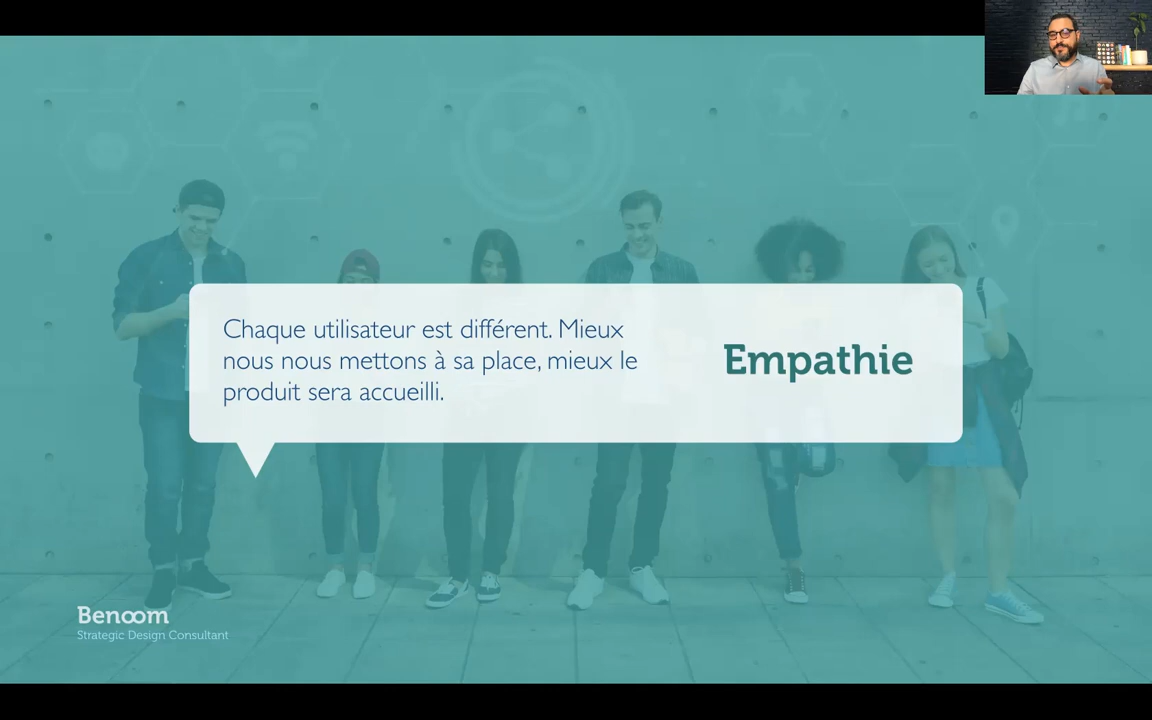 Chaque utilisateur est différent. Mieux
nous nous mettons à sa place, mieux le
produit sera accueilli.
Empathie
Benoom
Strategic Design Consultant